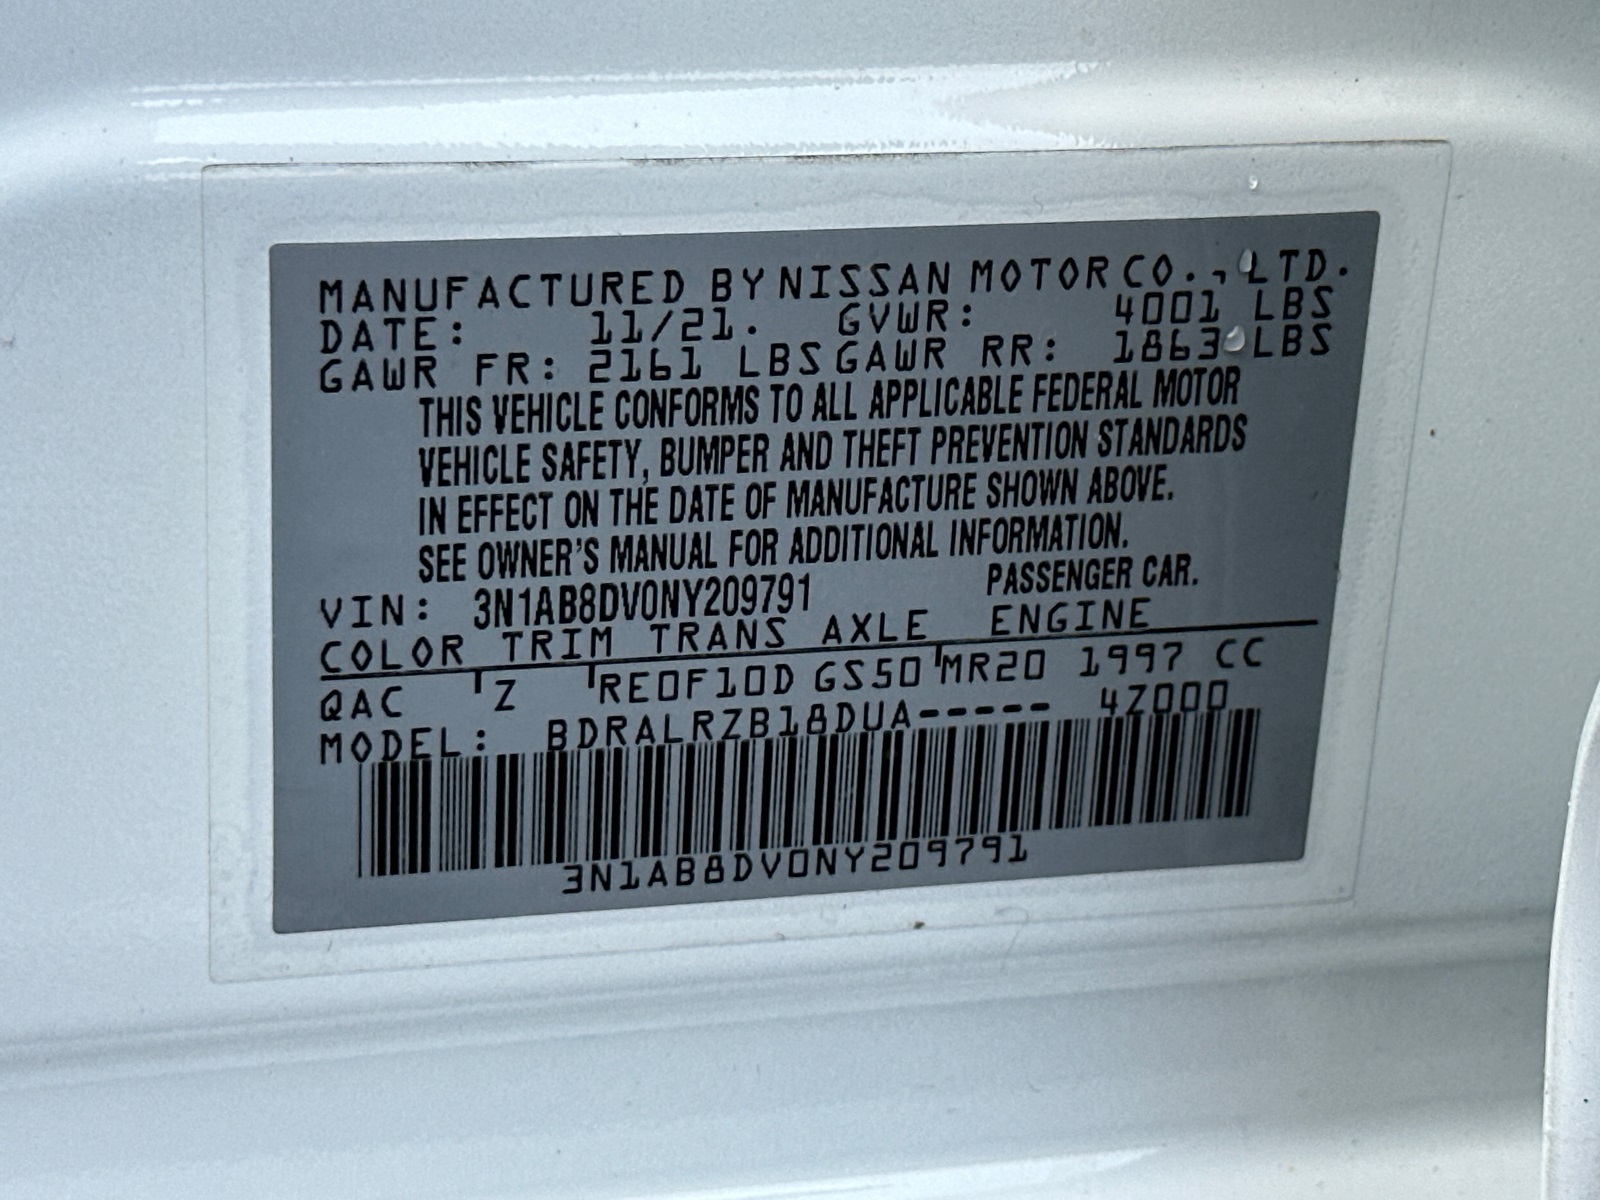 MANUFACTURED BY NISSAN MOTOR CO., LTD.
DATE: 11/21. GVWR: 4001 LBS
GAWR FR: 2161 LBS GAWR RR: 1863 LBS
THIS VEHICLE CONFORMS TO ALL APPLICABLE FEDERAL MOTOR
VEHICLE SAFETY, BUMPER AND THEFT PREVENTION STANDARDS
IN EFFECT ON THE DATE OF MANUFACTURE SHOWN ABOVE.
SEE OWNER'S MANUAL FOR ADDITIONAL INFORMATION.
VIN: 3N1AB8DV0NY209791 PASSENGER CAR.
COLOR TRIM TRANS AXLE ENGINE
QAC Z RE0F10D GS50 MR20 1997 CC
MODEL: BDRALRZB18DUA----- 4Z000
3N1AB8DV0NY209791